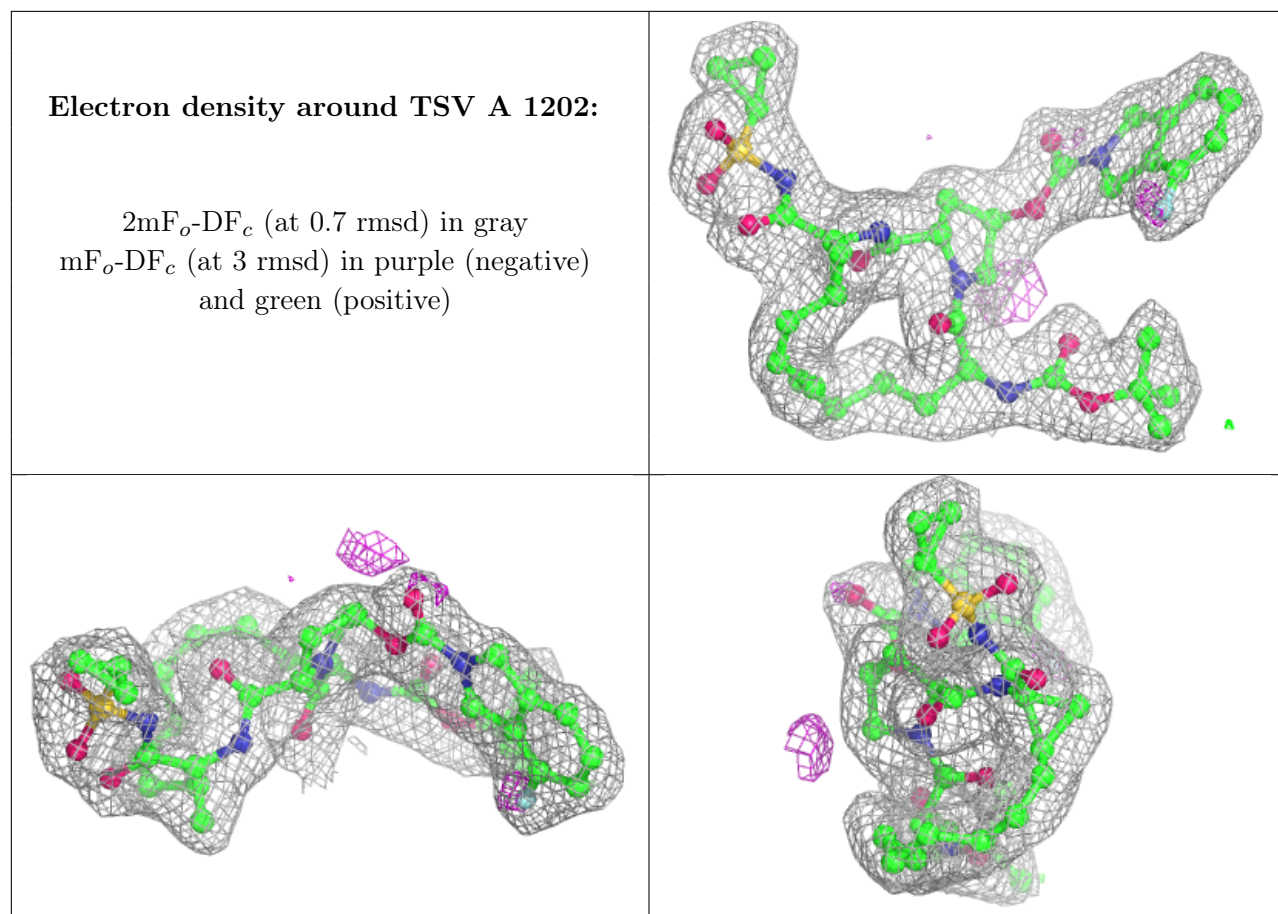 Electron density around TSV A 1202:
2mFo-DFc (at 0.7 rmsd) in gray
mFo-DFc (at 3 rmsd) in purple (negative)
and green (positive)